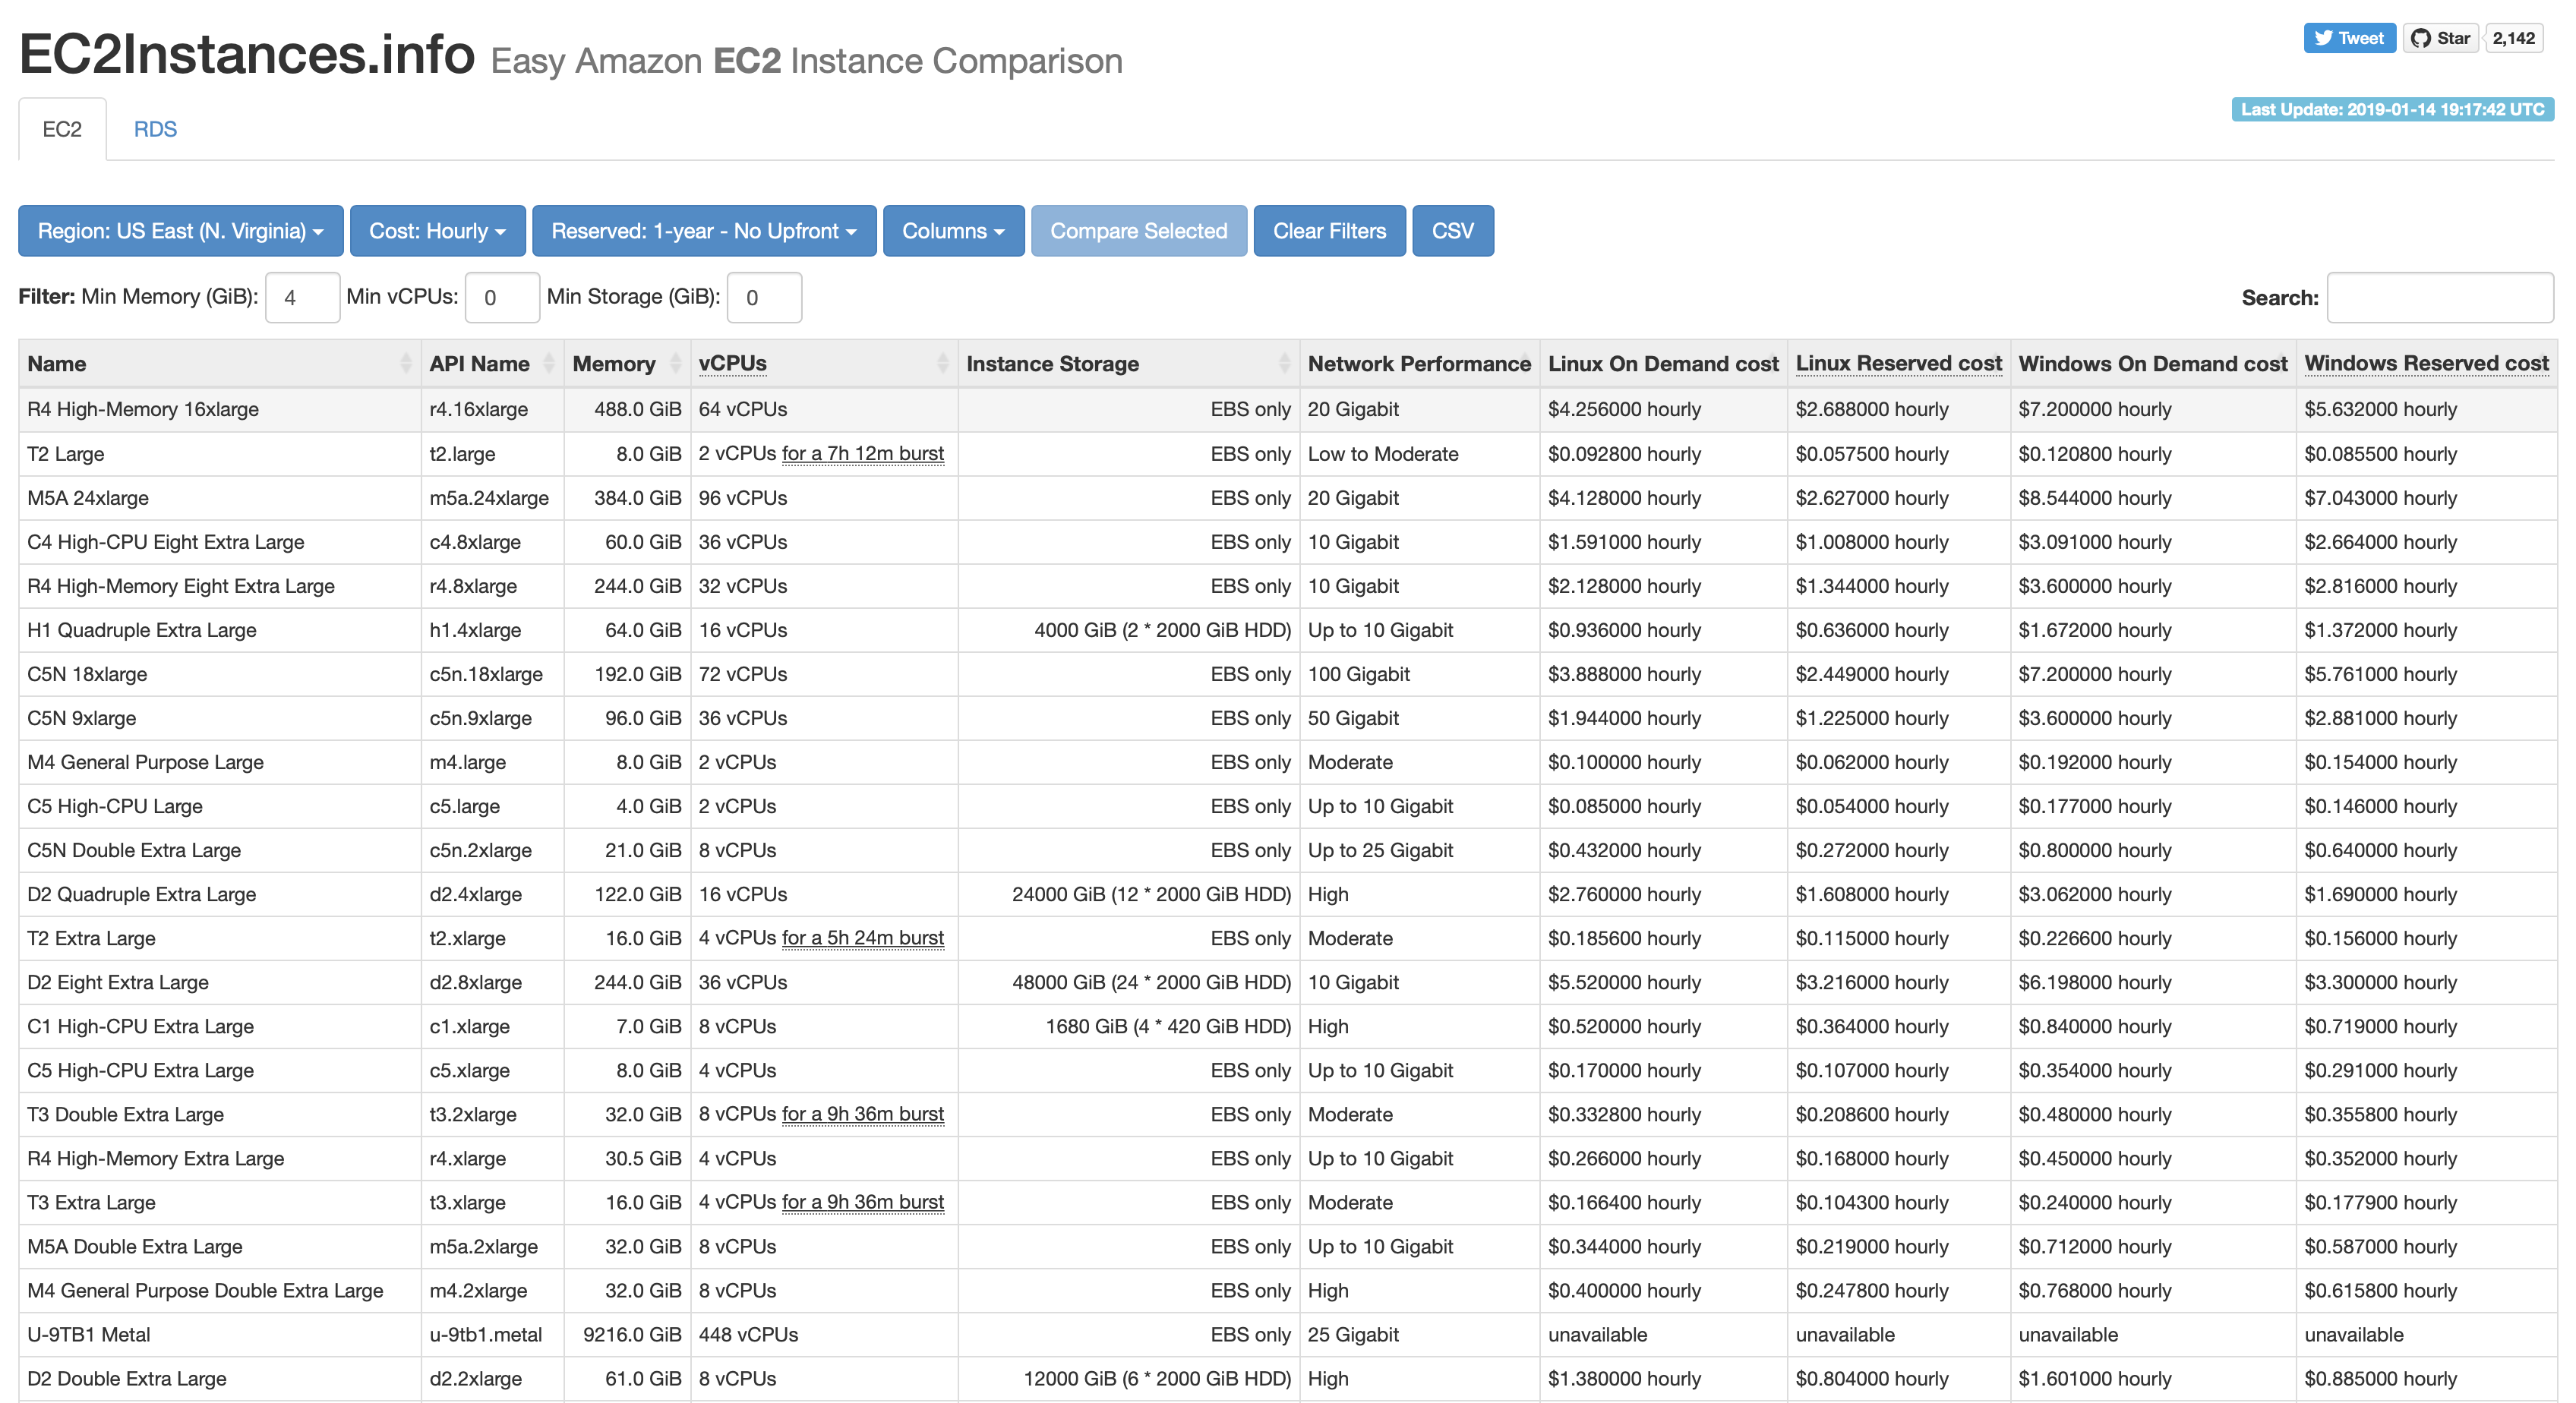 EC2Instances.info Easy Amazon EC2 Instance Comparison
Tweet Star 2,142
EC2 RDS
Last Update: 2019-01-14 19:17:42 UTC
Region: US East (N. Virginia) Cost: Hourly Reserved: 1-year - No Upfront Columns Compare Selected Clear Filters CSV
Filter: Min Memory (GiB): 4 Min vCPUs: 0 Min Storage (GiB): 0 Search:
Name API Name Memory vCPUs Instance Storage Network Performance Linux On Demand cost Linux Reserved cost Windows On Demand cost Windows Reserved cost
R4 High-Memory 16xlarge r4.16xlarge 488.0 GiB 64 vCPUs EBS only 20 Gigabit $4.256000 hourly $2.688000 hourly $7.200000 hourly $5.632000 hourly
T2 Large t2.large 8.0 GiB 2 vCPUs for a 7h 12m burst EBS only Low to Moderate $0.092800 hourly $0.057500 hourly $0.120800 hourly $0.085500 hourly
M5A 24xlarge m5a.24xlarge 384.0 GiB 96 vCPUs EBS only 20 Gigabit $4.128000 hourly $2.627000 hourly $8.544000 hourly $7.043000 hourly
C4 High-CPU Eight Extra Large c4.8xlarge 60.0 GiB 36 vCPUs EBS only 10 Gigabit $1.591000 hourly $1.008000 hourly $3.091000 hourly $2.664000 hourly
R4 High-Memory Eight Extra Large r4.8xlarge 244.0 GiB 32 vCPUs EBS only 10 Gigabit $2.128000 hourly $1.344000 hourly $3.600000 hourly $2.816000 hourly
H1 Quadruple Extra Large h1.4xlarge 64.0 GiB 16 vCPUs 4000 GiB (2 * 2000 GiB HDD) Up to 10 Gigabit $0.936000 hourly $0.636000 hourly $1.672000 hourly $1.372000 hourly
C5N 18xlarge c5n.18xlarge 192.0 GiB 72 vCPUs EBS only 100 Gigabit $3.888000 hourly $2.449000 hourly $7.200000 hourly $5.761000 hourly
C5N 9xlarge c5n.9xlarge 96.0 GiB 36 vCPUs EBS only 50 Gigabit $1.944000 hourly $1.225000 hourly $3.600000 hourly $2.881000 hourly
M4 General Purpose Large m4.large 8.0 GiB 2 vCPUs EBS only Moderate $0.100000 hourly $0.062000 hourly $0.192000 hourly $0.154000 hourly
C5 High-CPU Large c5.large 4.0 GiB 2 vCPUs EBS only Up to 10 Gigabit $0.085000 hourly $0.054000 hourly $0.177000 hourly $0.146000 hourly
C5N Double Extra Large c5n.2xlarge 21.0 GiB 8 vCPUs EBS only Up to 25 Gigabit $0.432000 hourly $0.272000 hourly $0.800000 hourly $0.640000 hourly
D2 Quadruple Extra Large d2.4xlarge 122.0 GiB 16 vCPUs 24000 GiB (12 * 2000 GiB HDD) High $2.760000 hourly $1.608000 hourly $3.062000 hourly $1.690000 hourly
T2 Extra Large t2.xlarge 16.0 GiB 4 vCPUs for a 5h 24m burst EBS only Moderate $0.185600 hourly $0.115000 hourly $0.226600 hourly $0.156000 hourly
D2 Eight Extra Large d2.8xlarge 244.0 GiB 36 vCPUs 48000 GiB (24 * 2000 GiB HDD) 10 Gigabit $5.520000 hourly $3.216000 hourly $6.198000 hourly $3.300000 hourly
C1 High-CPU Extra Large c1.xlarge 7.0 GiB 8 vCPUs 1680 GiB (4 * 420 GiB HDD) High $0.520000 hourly $0.364000 hourly $0.840000 hourly $0.719000 hourly
C5 High-CPU Extra Large c5.xlarge 8.0 GiB 4 vCPUs EBS only Up to 10 Gigabit $0.170000 hourly $0.107000 hourly $0.354000 hourly $0.291000 hourly
T3 Double Extra Large t3.2xlarge 32.0 GiB 8 vCPUs for a 9h 36m burst EBS only Moderate $0.332800 hourly $0.208600 hourly $0.480000 hourly $0.355800 hourly
R4 High-Memory Extra Large r4.xlarge 30.5 GiB 4 vCPUs EBS only Up to 10 Gigabit $0.266000 hourly $0.168000 hourly $0.450000 hourly $0.352000 hourly
T3 Extra Large t3.xlarge 16.0 GiB 4 vCPUs for a 9h 36m burst EBS only Moderate $0.166400 hourly $0.104300 hourly $0.240000 hourly $0.177900 hourly
M5A Double Extra Large m5a.2xlarge 32.0 GiB 8 vCPUs EBS only Up to 10 Gigabit $0.344000 hourly $0.219000 hourly $0.712000 hourly $0.587000 hourly
M4 General Purpose Double Extra Large m4.2xlarge 32.0 GiB 8 vCPUs EBS only High $0.400000 hourly $0.247800 hourly $0.768000 hourly $0.615800 hourly
U-9TB1 Metal u-9tb1.metal 9216.0 GiB 448 vCPUs EBS only 25 Gigabit unavailable unavailable unavailable unavailable
D2 Double Extra Large d2.2xlarge 61.0 GiB 8 vCPUs 12000 GiB (6 * 2000 GiB HDD) High $1.380000 hourly $0.804000 hourly $1.601000 hourly $0.885000 hourly